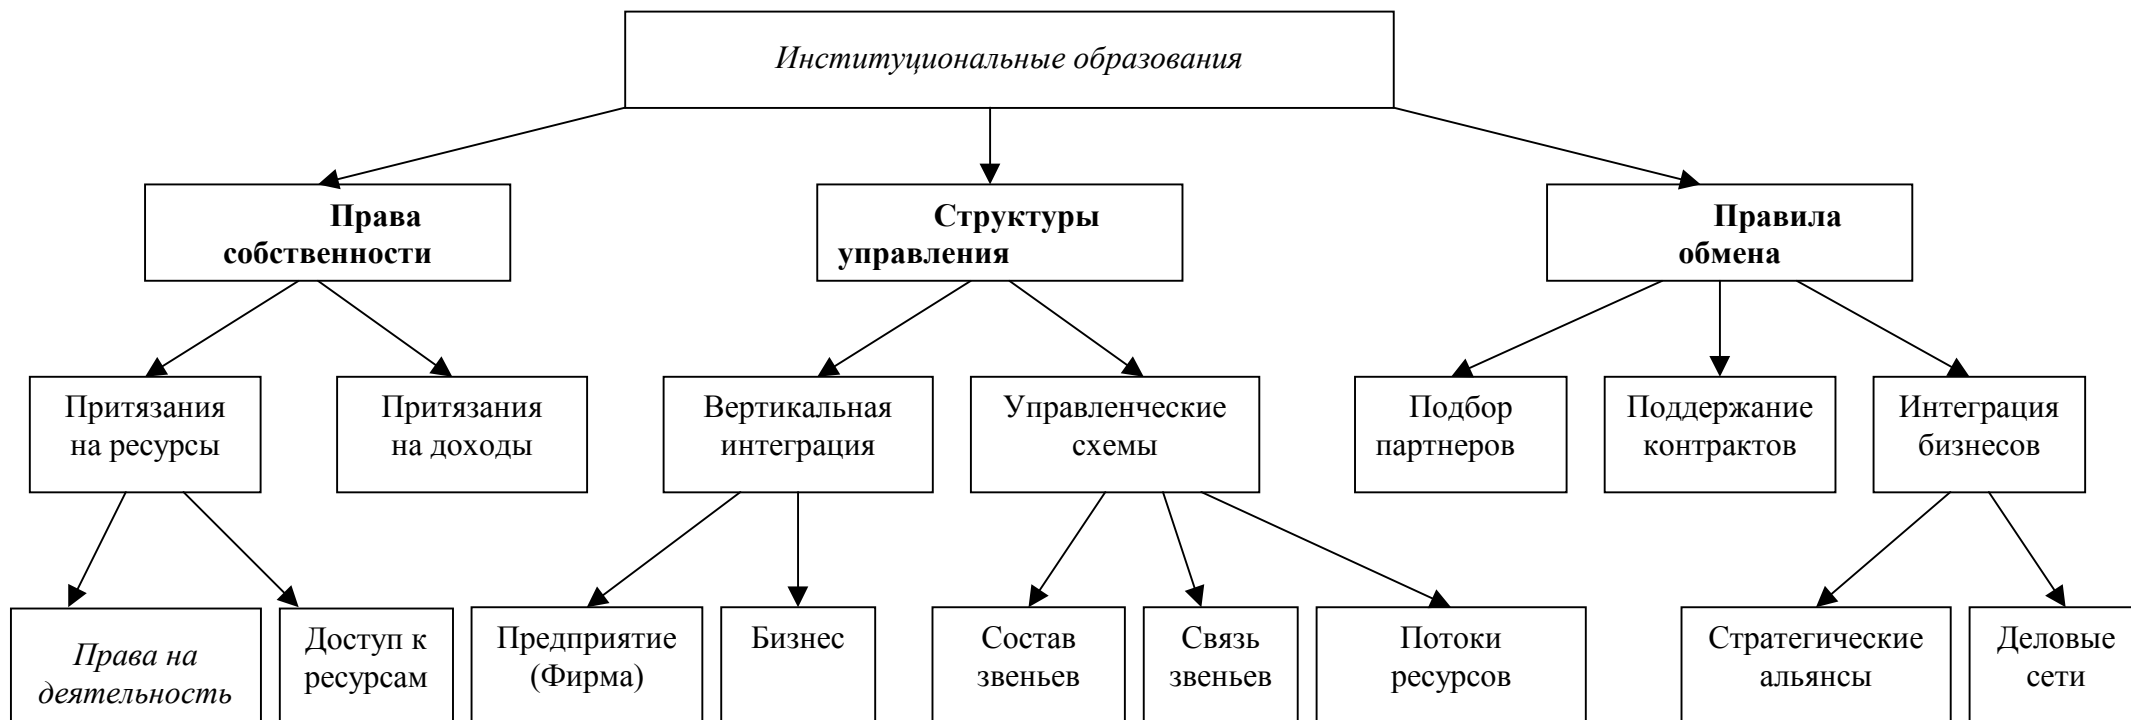 Институциональные образования
Права
собственности
Структуры
управления
Правила
обмена
Притязания
на ресурсы
Притязания
на доходы
Вертикальная
интеграция
Управленческие
схемы
Подбор
партнеров
Поддержание
контрактов
Интеграция
бизнесов
Права на
деятельность
Доступ к
ресурсам
Предприятие
(Фирма)
Бизнес
Состав
звеньев
Связь
звеньев
Потоки
ресурсов
Стратегические
альянсы
Деловые
сети